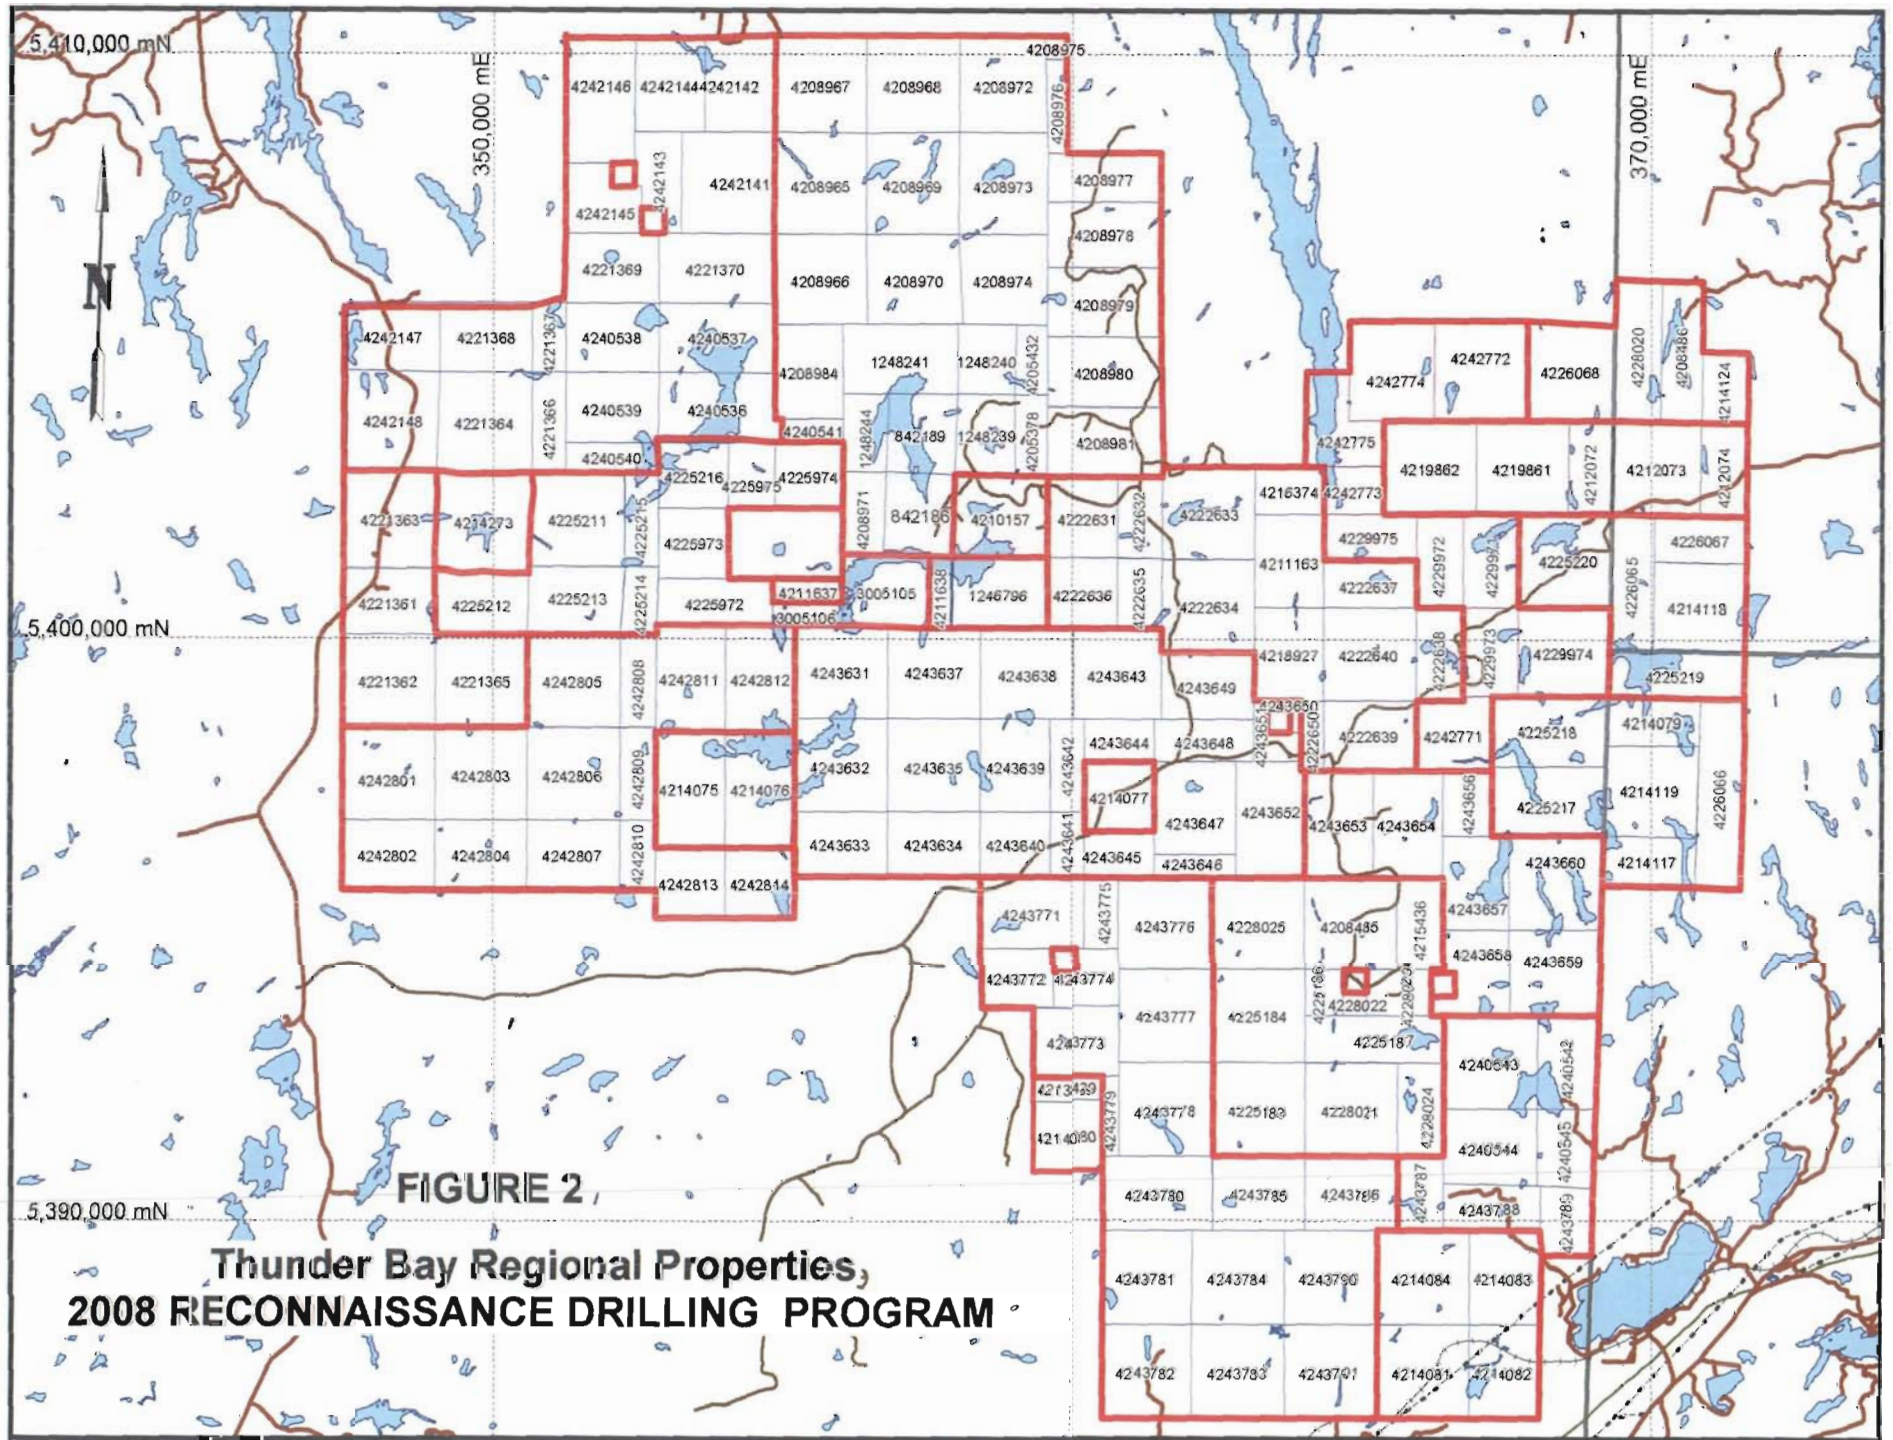 5,410,000 mN
350,000 mE
370,000 mE
4208975
4242146 4242144 4242142 4208967 4208968 4208972
4208976
4242143
4242141 4208965 4208969 4208973 4208977
4242145
4208978
4221369 4221370 4208966 4208970 4208974
4208979
N
4242147 4221368 4221367 4240538 4240537
4208984 1248241 1248240 4205432 4208980
4242774 4242772 4226068 4228020 4208486 4214124
4242148 4221364 4221366 4240539 4240536
4240541 1248244 842189 1248239 4205378 4208981
4240540
4242775 4219862 4219861 4212072 4212073 4212074
4225216 4225975 4225974
4216374 4242773
4221363 4214273 4225211 4225215 4225973
4208971 842186 4210157 4222631 4222632 4222633
4229975 4229972 4225220 4226067
4211163
4222637 4226065
4221361 4225212 4225213 4225214 4225972 4211637 3005105 4211638 1246796 4222636 4222635 4222634
4214118
3005106
5,400,000 mN
4218927 4222640 4222638 4229973 4229974
4225219
4221362 4221365 4242805 4242808 4242811 4242812 4243631 4243637 4243638 4243643 4243649
4243650
4222650 4222639 4242771 4225218 4214079
4243644 4243648
4243642
4242801 4242803 4242806 4242809 4214075 4214076 4243632 4243635 4243639
4214077
4243647 4243652 4243653 4243654 4243656 4225217 4214119 4226066
4242802 4242804 4242807 4242810 4243633 4243634 4243640 4243641 4243645 4243646
4243660 4214117
4242813 4242814
4243771 4243775 4243776 4228025 4208485 4215436 4243657
4243658 4243659
4243772 4243774
4225186 4228022
4243777 4225184
4243773 4225187
4240543 4240542
4213439
4243779 4243778 4225183 4228021 4228024
4214080
4240544 4240545
FIGURE 2
4243780 4243785 4243786 4243787 4243788 4243789
5,390,000 mN
Thunder Bay Regional Properties,
2008 RECONNAISSANCE DRILLING PROGRAM
4243781 4243784 4243790 4214084 4214083
4243782 4243783 4243791 4214081 4214082